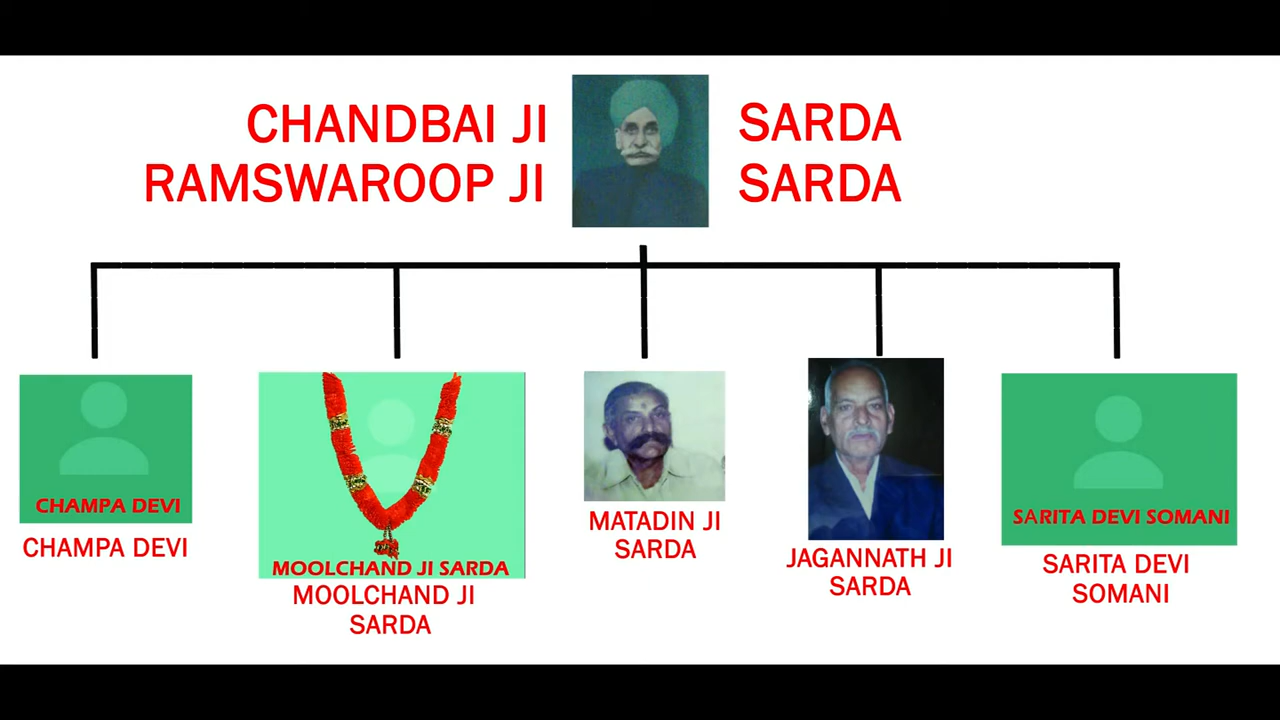 CHANDBAI JI SARDA
RAMSWAROOP JI SARDA
CHAMPA DEVI
CHAMPA DEVI
MOOLCHAND JI SARDA
MOOLCHAND JI
SARDA
MATADIN JI
SARDA
JAGANNATH JI
SARDA
SARITA DEVI SOMANI
SARITA DEVI
SOMANI